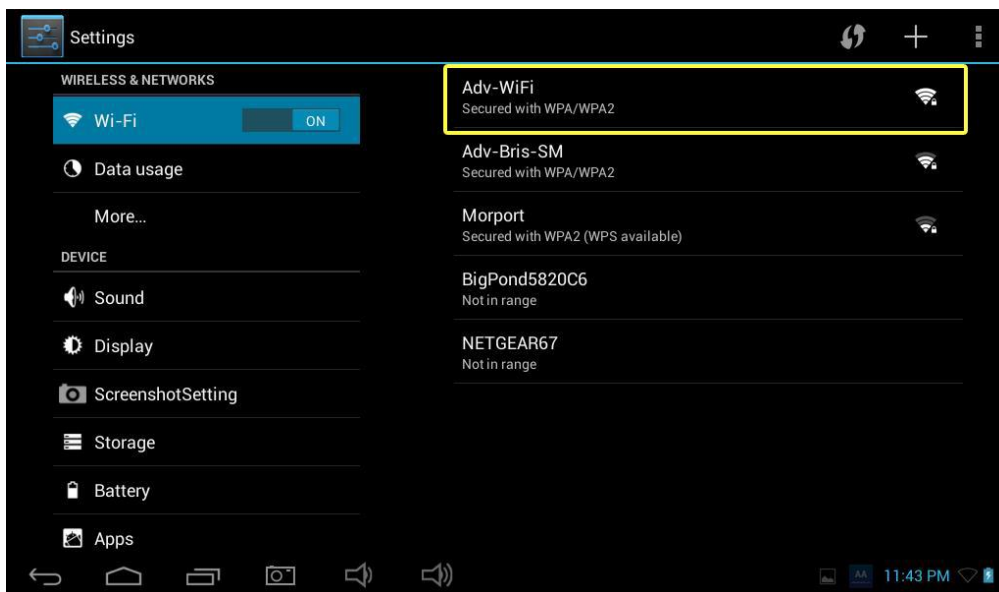 Settings
WIRELESS & NETWORKS
Wi-Fi
ON
Data usage
More...
DEVICE
Sound
Display
ScreenshotSetting
Storage
Battery
Apps
Adv-WiFi
Secured with WPA/WPA2
Adv-Bris-SM
Secured with WPA/WPA2
Morport
Secured with WPA2 (WPS available)
BigPond5820C6
Not in range
NETGEAR67
Not in range
AA
11:43 PM